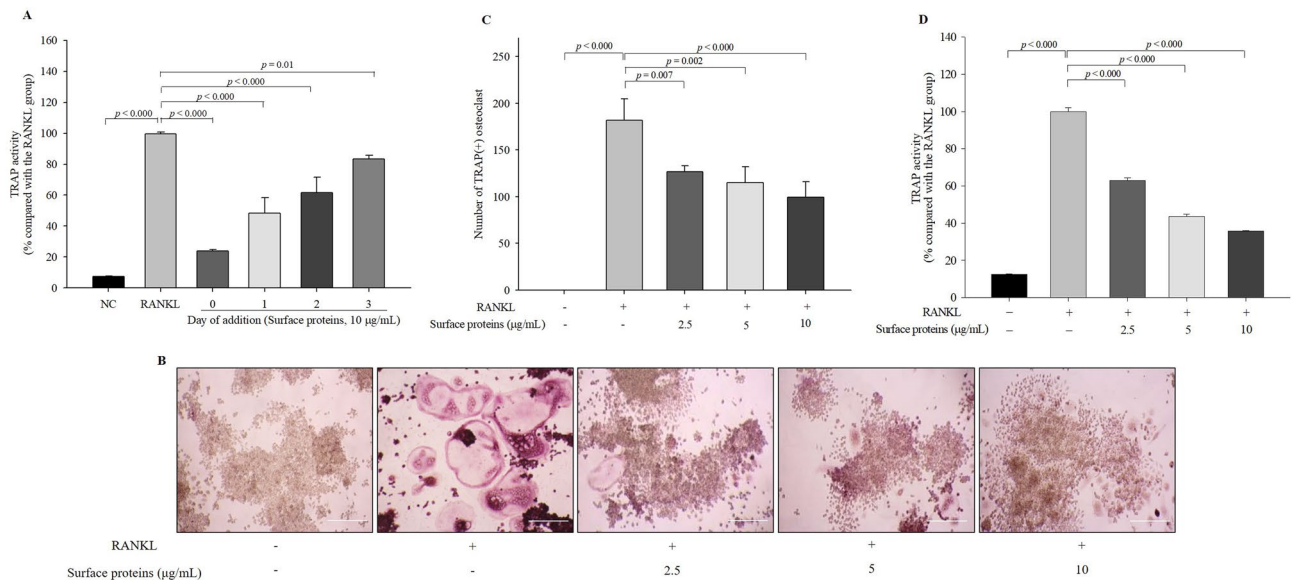 A
TRAP activity
(% compared with the RANKL group)
160
140
120
100
80
60
40
20
0
p = 0.01
p < 0.000
p < 0.000
p < 0.000
p < 0.000
NC
RANKL
0
1
2
3
Day of addition (Surface proteins, 10 μg/mL)
C
Number of TRAP(+) osteoclast
250
200
150
100
50
0
p < 0.000
p < 0.000
p = 0.002
p = 0.007
RANKL - + + + +
Surface proteins (μg/mL) - - 2.5 5 10
D
TRAP activity
(% compared with the RANKL group)
140
120
100
80
60
40
20
0
p < 0.000
p < 0.000
p < 0.000
p < 0.000
RANKL – + + + +
Surface proteins (μg/mL) – – 2.5 5 10
B
RANKL - + + + +
Surface proteins (μg/mL) - - 2.5 5 10